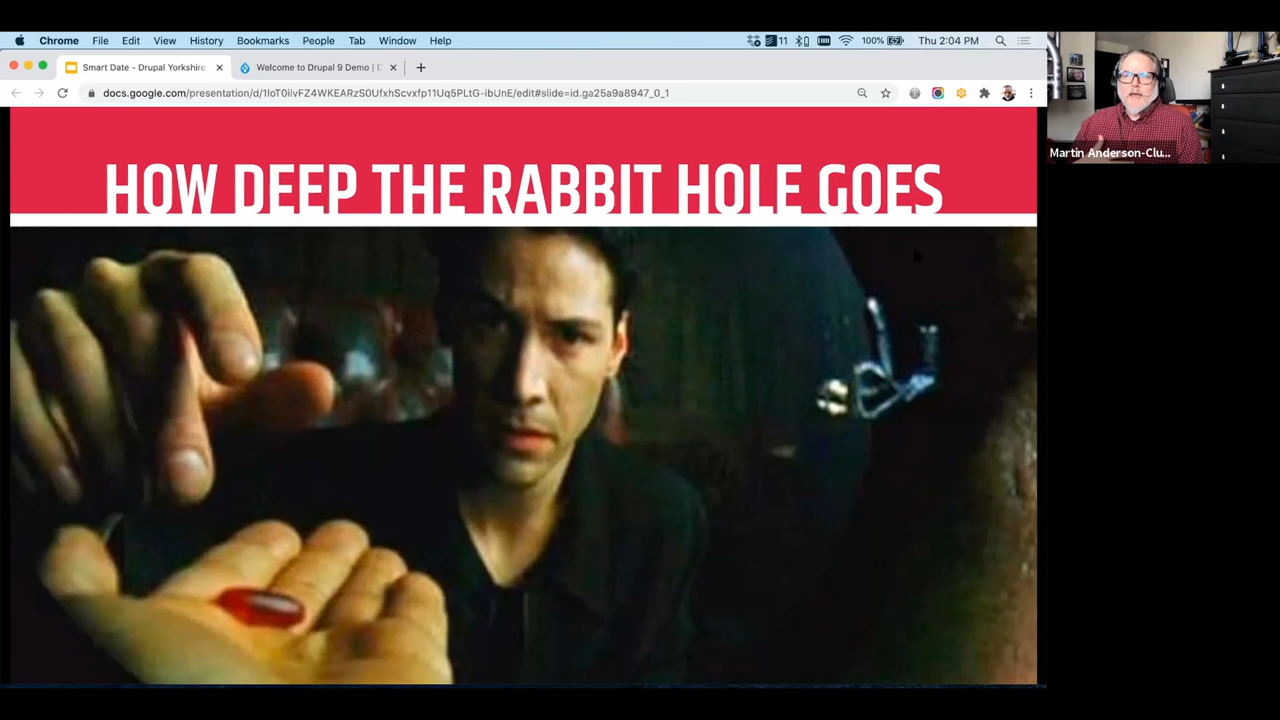 Chrome File Edit View History Bookmarks People Tab Window Help 11 100% Thu 2:04 PM
Smart Date - Drupal Yorkshire Welcome to Drupal 9 Demo | D
docs.google.com/presentation/d/1IoT0iIvFZ4WKEARzS0UfxhScvxfp11Uq5PLtG-ibUnE/edit#slide=id.ga25a9a8947_0_1
HOW DEEP THE RABBIT HOLE GOES
Martin Anderson-Clu...